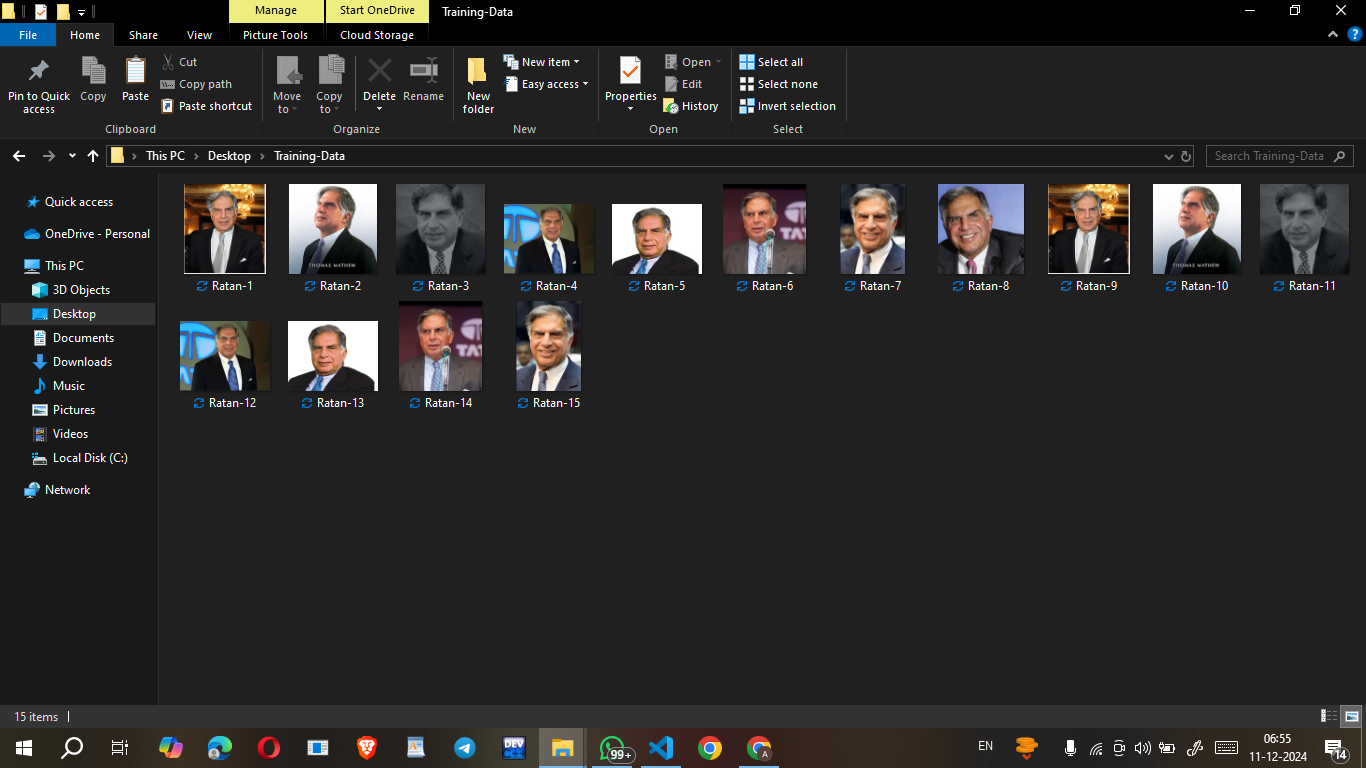 Manage
Start OneDrive
Training-Data
File
Home
Share
View
Picture Tools
Cloud Storage
Pin to Quick access
Copy
Paste
Cut
Copy path
Paste shortcut
Clipboard
Move to
Copy to
Delete
Rename
Organize
New folder
New item
Easy access
New
Properties
Open
Edit
History
Open
Select all
Select none
Invert selection
Select
This PC > Desktop > Training-Data
Search Training-Data
Quick access
OneDrive - Personal
This PC
3D Objects
Desktop
Documents
Downloads
Music
Pictures
Videos
Local Disk (C:)
Network
THOMAS MATHEW
TATA
THOMAS MATHEW
Ratan-1
Ratan-2
Ratan-3
Ratan-4
Ratan-5
Ratan-6
Ratan-7
Ratan-8
Ratan-9
Ratan-10
Ratan-11
Ratan-12
Ratan-13
Ratan-14
Ratan-15
15 items
DEV
99+
A
EN
06:55
11-12-2024
14